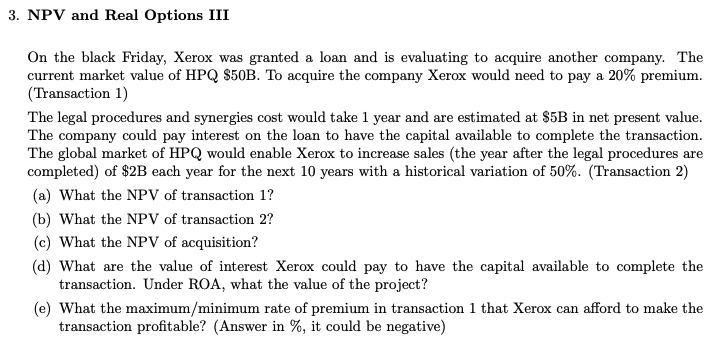 3. NPV and Real Options III
On the black Friday, Xerox was granted a loan and is evaluating to acquire another company. The
current market value of HPQ $50B. To acquire the company Xerox would need to pay a 20% premium.
(Transaction 1)
The legal procedures and synergies cost would take 1 year and are estimated at $5B in net present value.
The company could pay interest on the loan to have the capital available to complete the transaction.
The global market of HPQ would enable Xerox to increase sales (the year after the legal procedures are
completed) of $2B each year for the next 10 years with a historical variation of 50%. (Transaction 2)
(a) What the NPV of transaction 1?
(b) What the NPV of transaction 2?
(c) What the NPV of acquisition?
(d) What are the value of interest Xerox could pay to have the capital available to complete the
transaction. Under ROA, what the value of the project?
(e) What the maximum/minimum rate of premium in transaction 1 that Xerox can afford to make the
transaction profitable? (Answer in %, it could be negative)